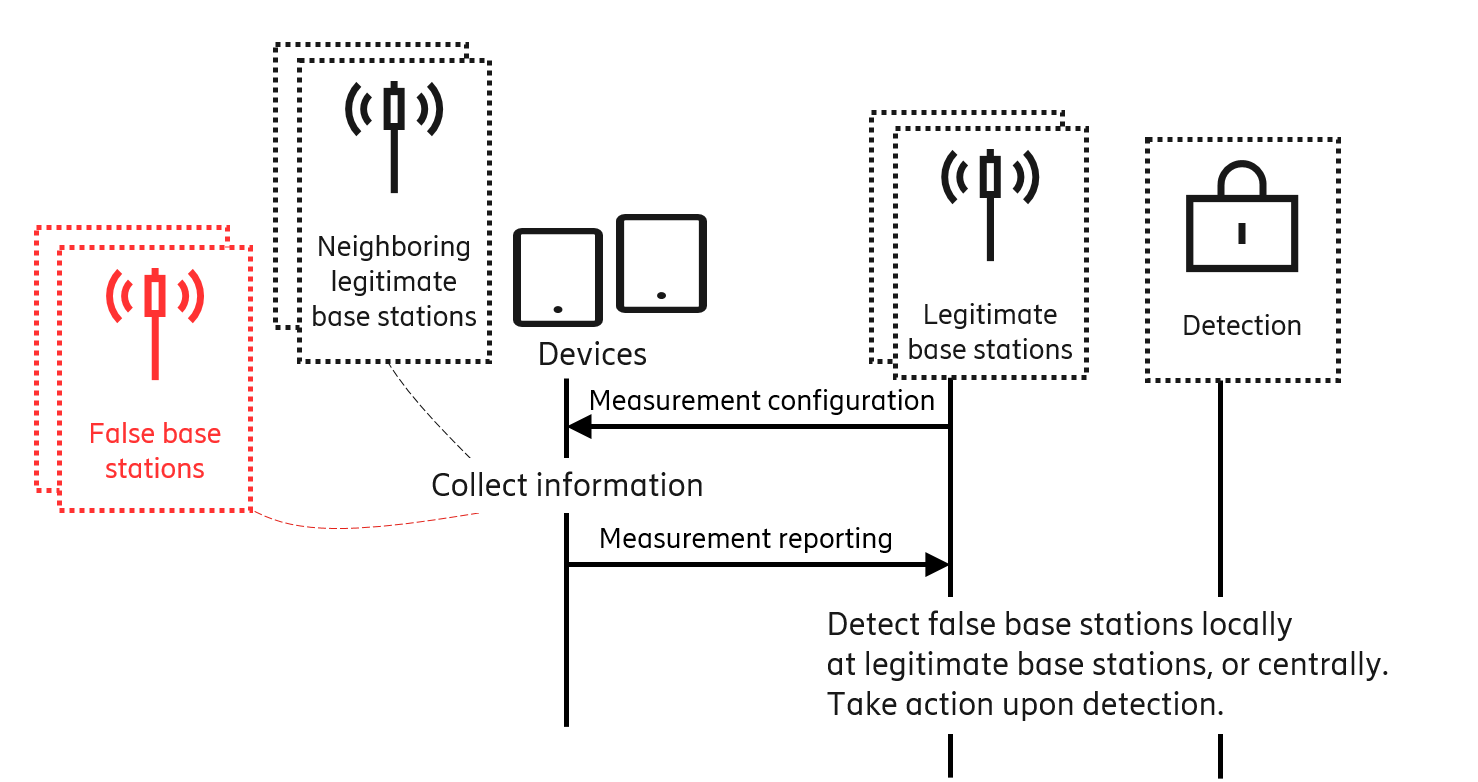 Neighboring
legitimate
base stations
False base
stations
Devices
Legitimate
base stations
Detection
Measurement configuration
Collect information
Measurement reporting
Detect false base stations locally
at legitimate base stations, or centrally.
Take action upon detection.